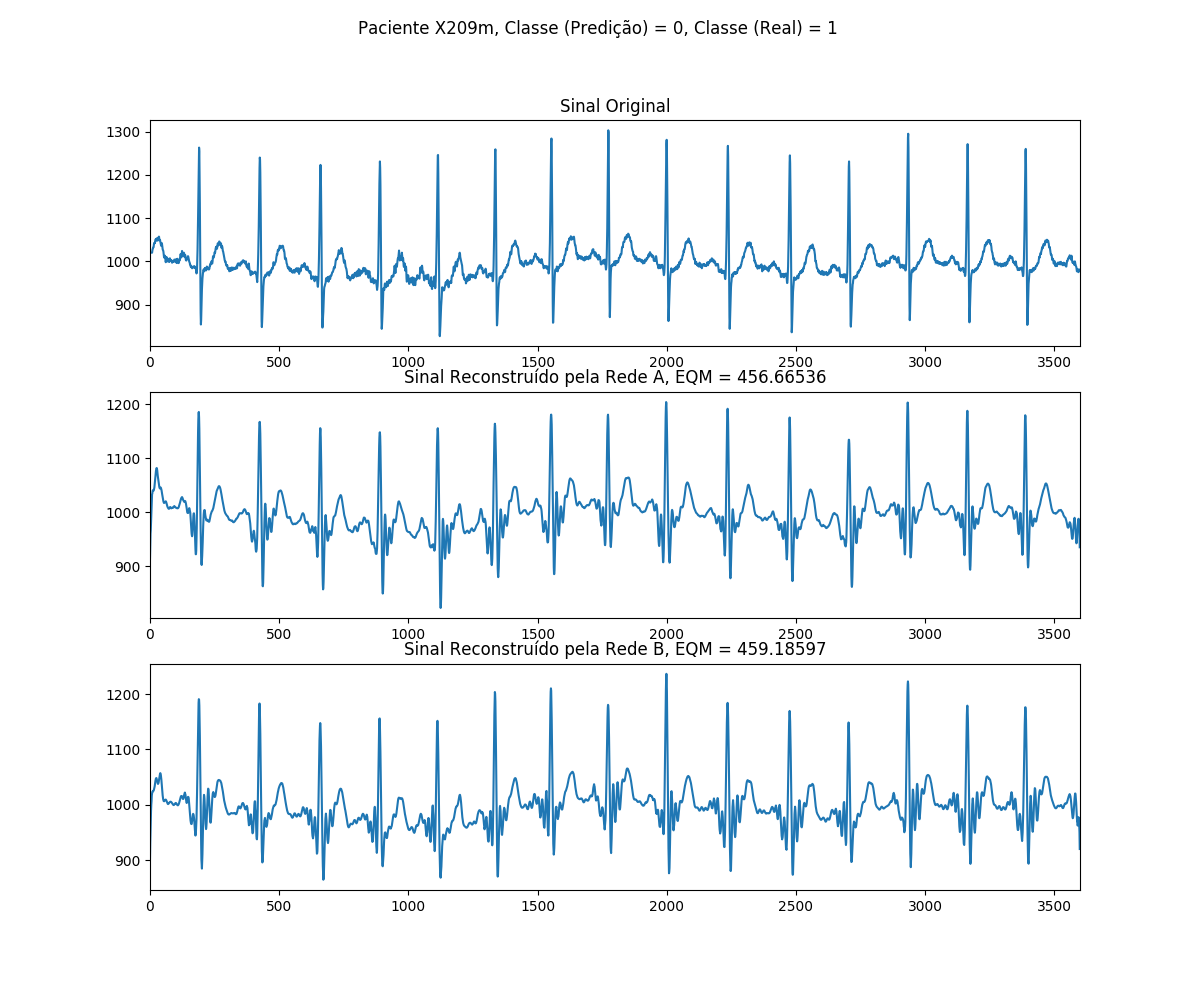 Paciente X209m, Classe (Predição) = 0, Classe (Real) = 1
Sinal Original
1300
1200
1100
1000
900
0 500 1000 1500 2000 2500 3000 3500
Sinal Reconstruído pela Rede A, EQM = 456.66536
1200
1100
1000
900
0 500 1000 1500 2000 2500 3000 3500
Sinal Reconstruído pela Rede B, EQM = 459.18597
1200
1100
1000
900
0 500 1000 1500 2000 2500 3000 3500